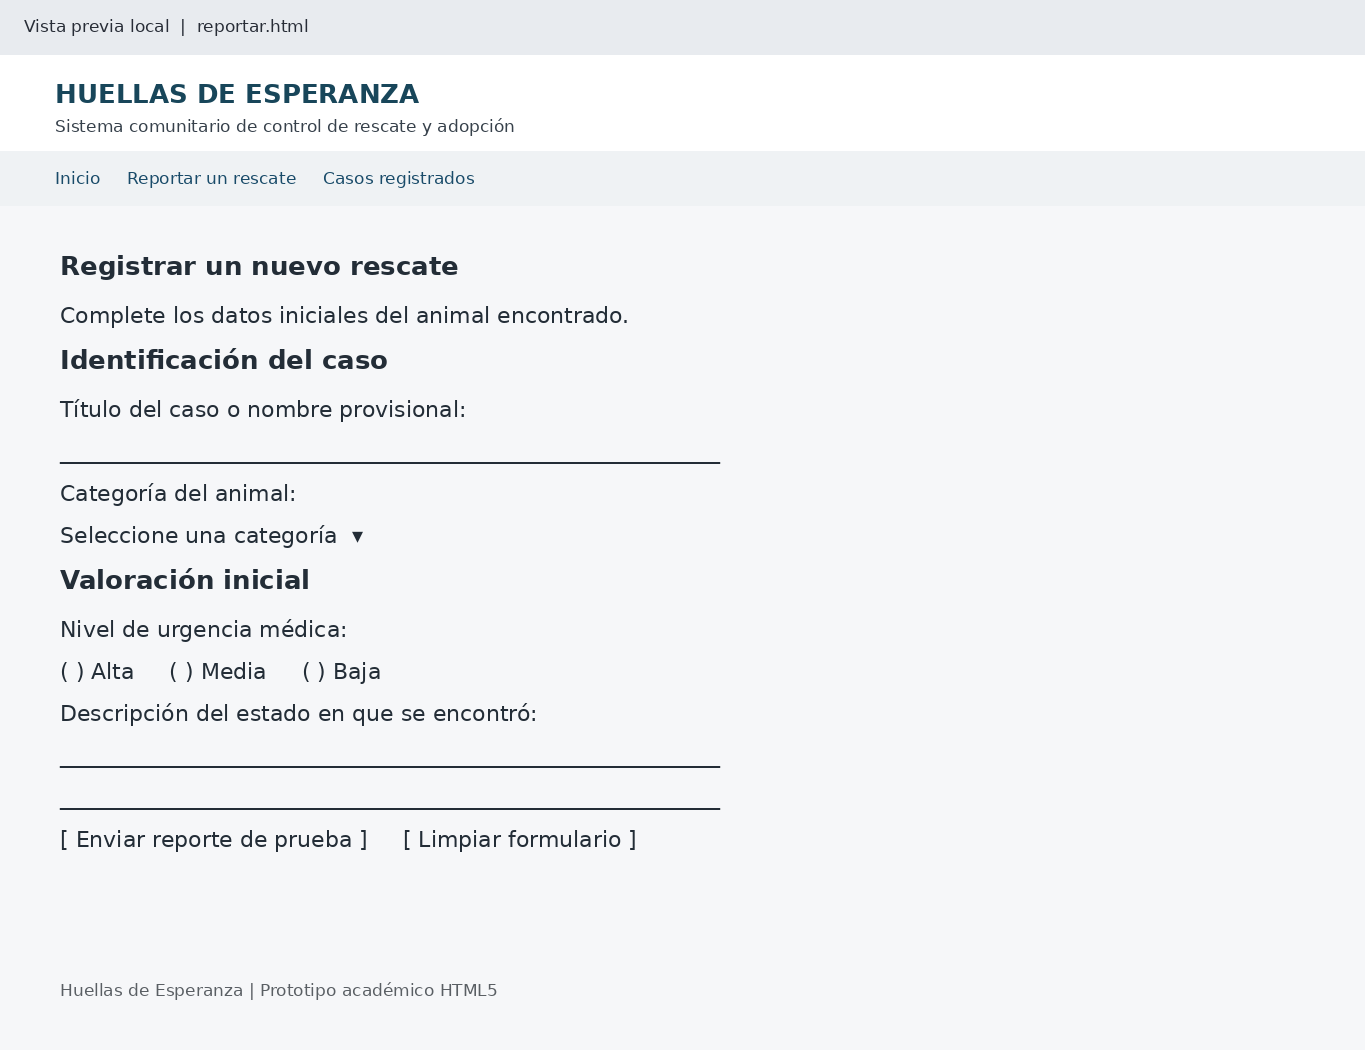 Vista previa local | reportar.html
HUELLAS DE ESPERANZA
Sistema comunitario de control de rescate y adopción
Inicio Reportar un rescate Casos registrados
Registrar un nuevo rescate
Complete los datos iniciales del animal encontrado.
Identificación del caso
Título del caso o nombre provisional:
Categoría del animal:
Seleccione una categoría ▾
Valoración inicial
Nivel de urgencia médica:
( ) Alta ( ) Media ( ) Baja
Descripción del estado en que se encontró:
[ Enviar reporte de prueba ] [ Limpiar formulario ]
Huellas de Esperanza | Prototipo académico HTML5